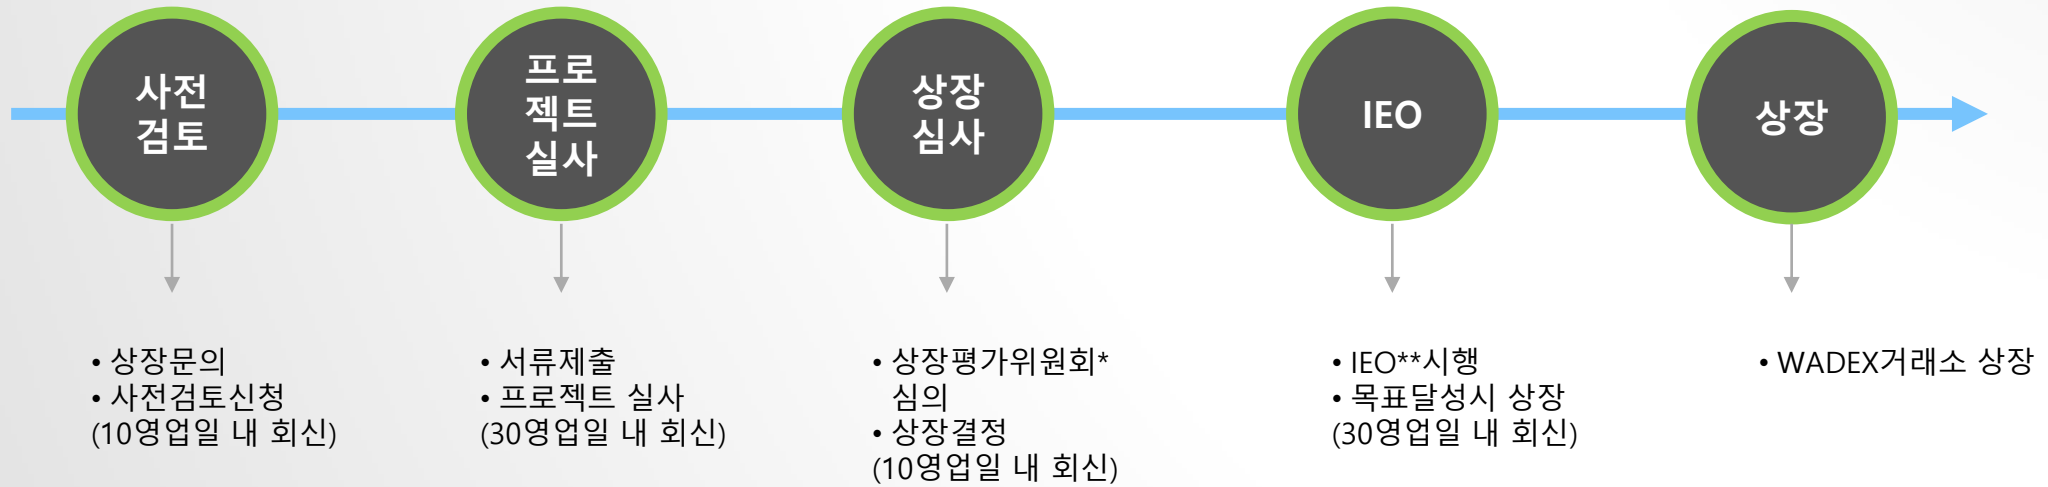 사전
검토
프로
젝트
실사
상장
심사
IEO
상장
• 상장문의
• 사전검토신청
(10영업일 내 회신)
• 서류제출
• 프로젝트 실사
(30영업일 내 회신)
• 상장평가위원회*
심의
• 상장결정
(10영업일 내 회신)
• IEO**시행
• 목표달성시 상장
(30영업일 내 회신)
• WADEX거래소 상장